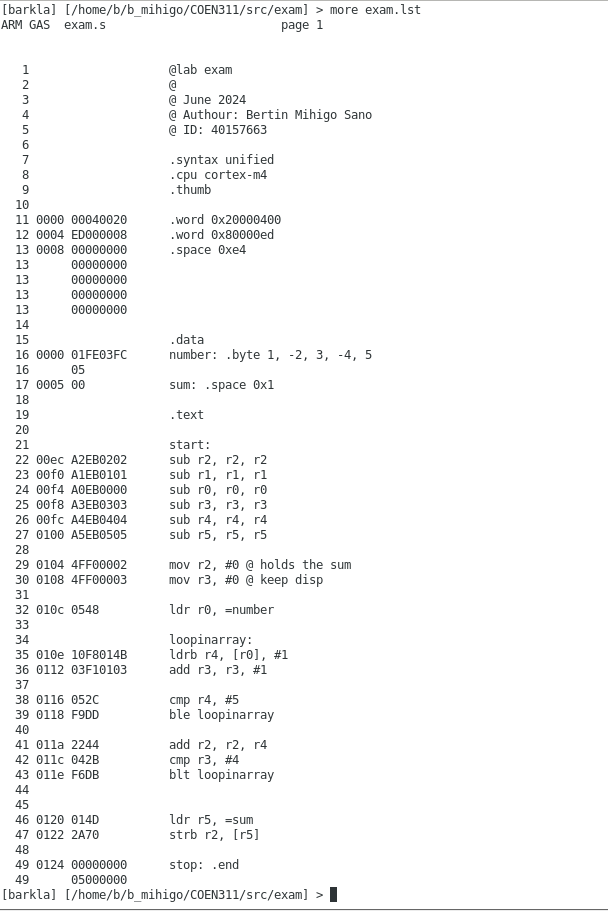 [barkla] [/home/b/b_mihigo/COEN311/src/exam] > more exam.lst
ARM GAS  exam.s                         page 1
1                    @lab exam
2                    @
3                    @ June 2024
4                    @ Authour: Bertin Mihigo Sano
5                    @ ID: 40157663
6
7                    .syntax unified
8                    .cpu cortex-m4
9                    .thumb
10
11 0000 00040020      .word 0x20000400
12 0004 ED000008      .word 0x80000ed
13 0008 00000000      .space 0xe4
13      00000000
13      00000000
13      00000000
13      00000000
14
15                    .data
16 0000 01FE03FC      number: .byte 1, -2, 3, -4, 5
16      05
17 0005 00            sum: .space 0x1
18
19                    .text
20
21                    start:
22 00ec A2EB0202      sub r2, r2, r2
23 00f0 A1EB0101      sub r1, r1, r1
24 00f4 A0EB0000      sub r0, r0, r0
25 00f8 A3EB0303      sub r3, r3, r3
26 00fc A4EB0404      sub r4, r4, r4
27 0100 A5EB0505      sub r5, r5, r5
28
29 0104 4FF00002      mov r2, #0 @ holds the sum
30 0108 4FF00003      mov r3, #0 @ keep disp
31
32 010c 0548          ldr r0, =number
33
34                    loopinarray:
35 010e 10F8014B      ldrb r4, [r0], #1
36 0112 03F10103      add r3, r3, #1
37
38 0116 052C          cmp r4, #5
39 0118 F9DD          ble loopinarray
40
41 011a 2244          add r2, r2, r4
42 011c 042B          cmp r3, #4
43 011e F6DB          blt loopinarray
44
45
46 0120 014D          ldr r5, =sum
47 0122 2A70          strb r2, [r5]
48
49 0124 00000000      stop: .end
49      05000000
[barkla] [/home/b/b_mihigo/COEN311/src/exam] >